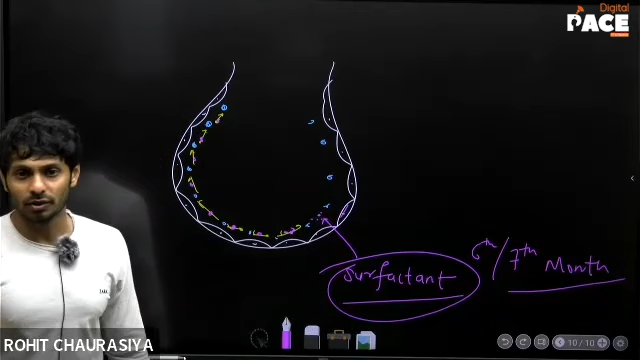 Digital
PACE
Surfactant
6th/7th Month
ROHIT CHAURASIYA
10/10